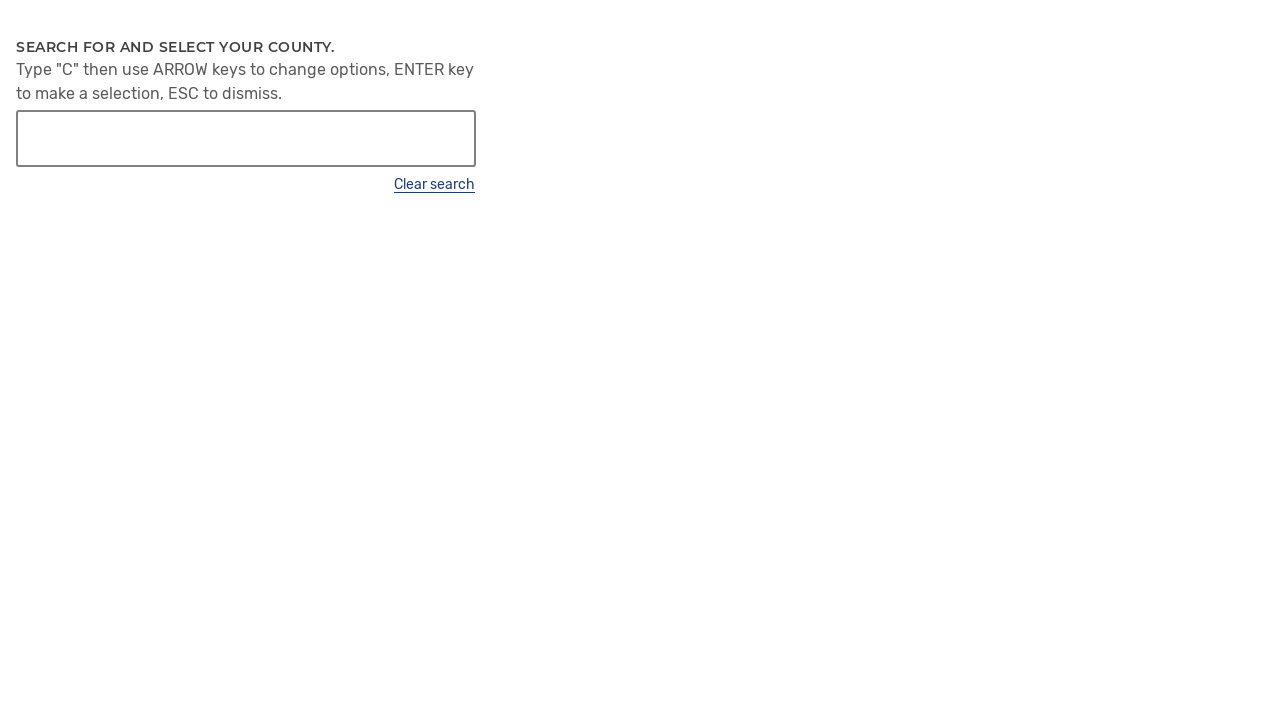 SEARCH FOR AND SELECT YOUR COUNTY.
Type "C" then use ARROW keys to change options, ENTER key
to make a selection, ESC to dismiss.
Clear search